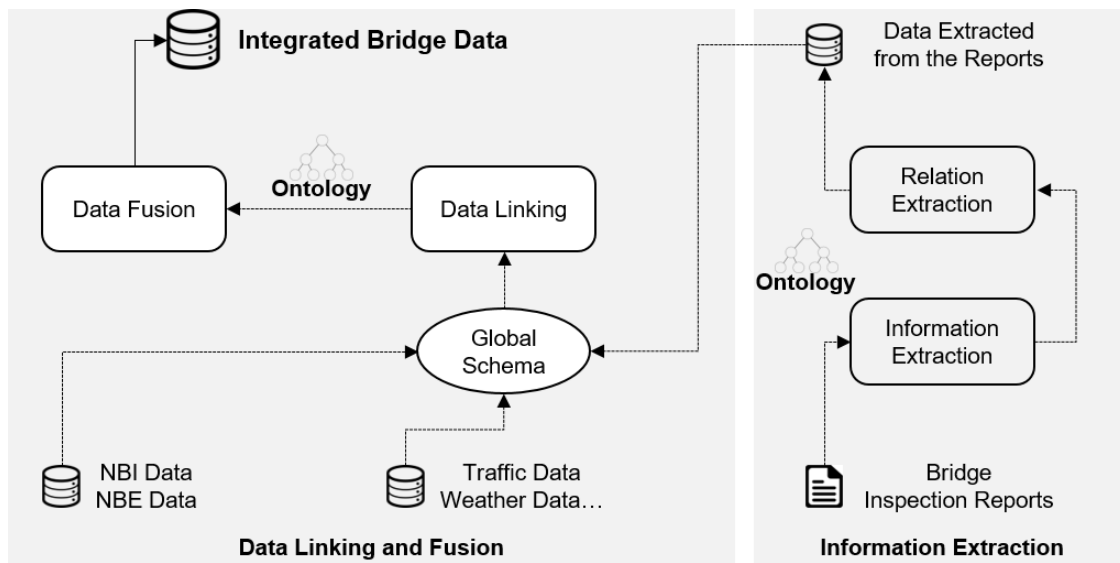 Integrated Bridge Data
Ontology
Data Fusion
Data Linking
Global
Schema
NBI Data
NBE Data
Traffic Data
Weather Data…
Data Linking and Fusion
Data Extracted
from the Reports
Relation
Extraction
Ontology
Information
Extraction
Bridge
Inspection Reports
Information Extraction